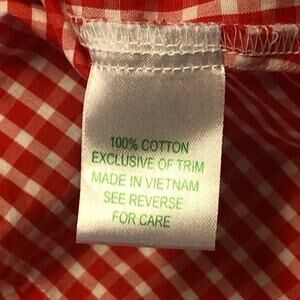 100% COTTON
EXCLUSIVE OF TRIM
MADE IN VIETNAM
SEE REVERSE
FOR CARE